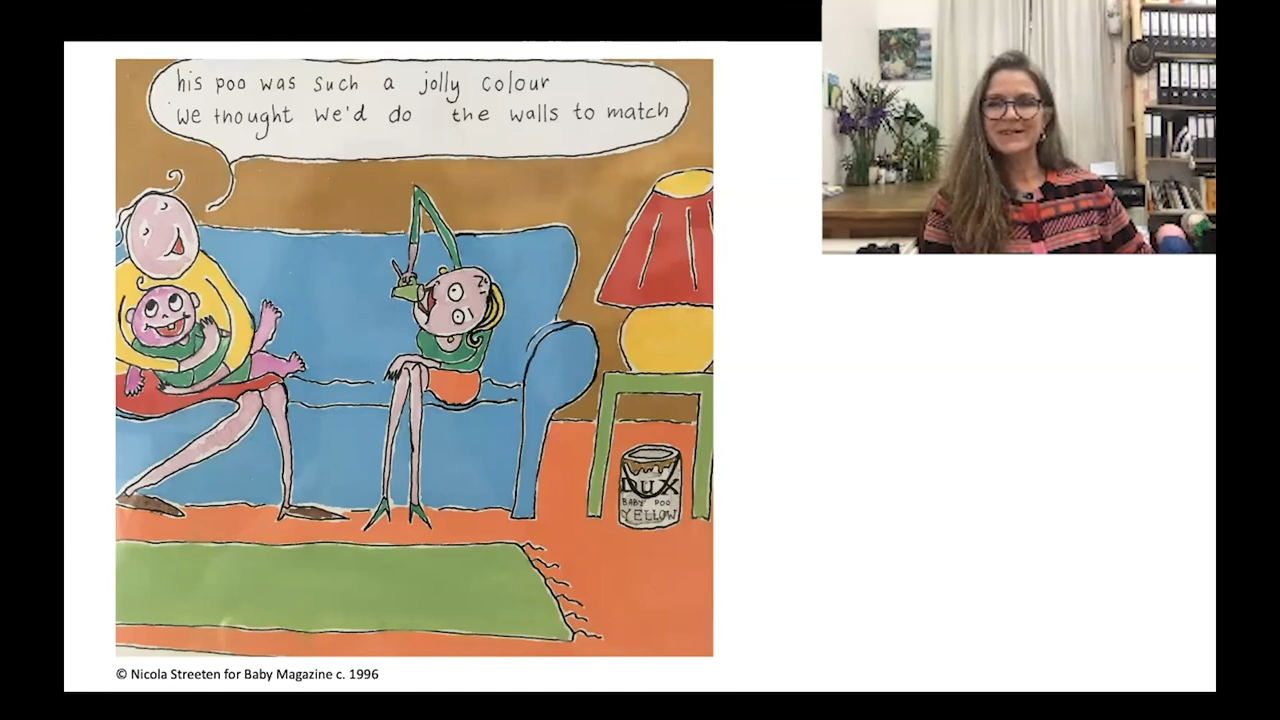 his poo was such a jolly colour
we thought we'd do the walls to match
DUX
BABY POO
YELLOW
© Nicola Streeten for Baby Magazine c. 1996